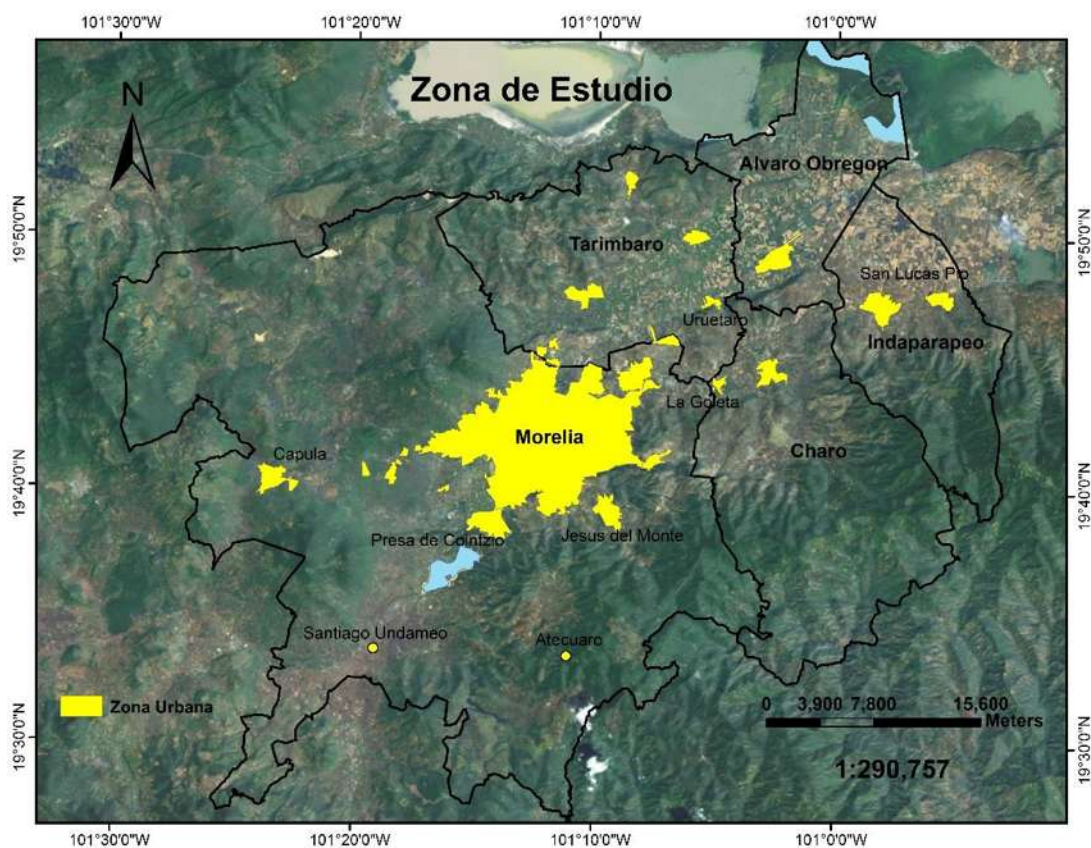 101°30'0"W 101°20'0"W 101°10'0"W 101°00'0"W
Zona de Estudio
N
Alvaro Obregon
19°50'0"N
Tarimbaro
19°50'0"N
San Lucas Pio
Uruetaro
Indaparapeo
La Goleta
Morelia
Charo
Capula
19°40'0"N
19°40'0"N
Presa de Cointzio
Jesus del Monte
Santiago Undameo
Atecuaro
Zona Urbana
0 3,900 7,800 15,600
Meters
19°30'0"N
19°30'0"N
1:290,757
101°30'0"W 101°20'0"W 101°10'0"W 101°00'0"W